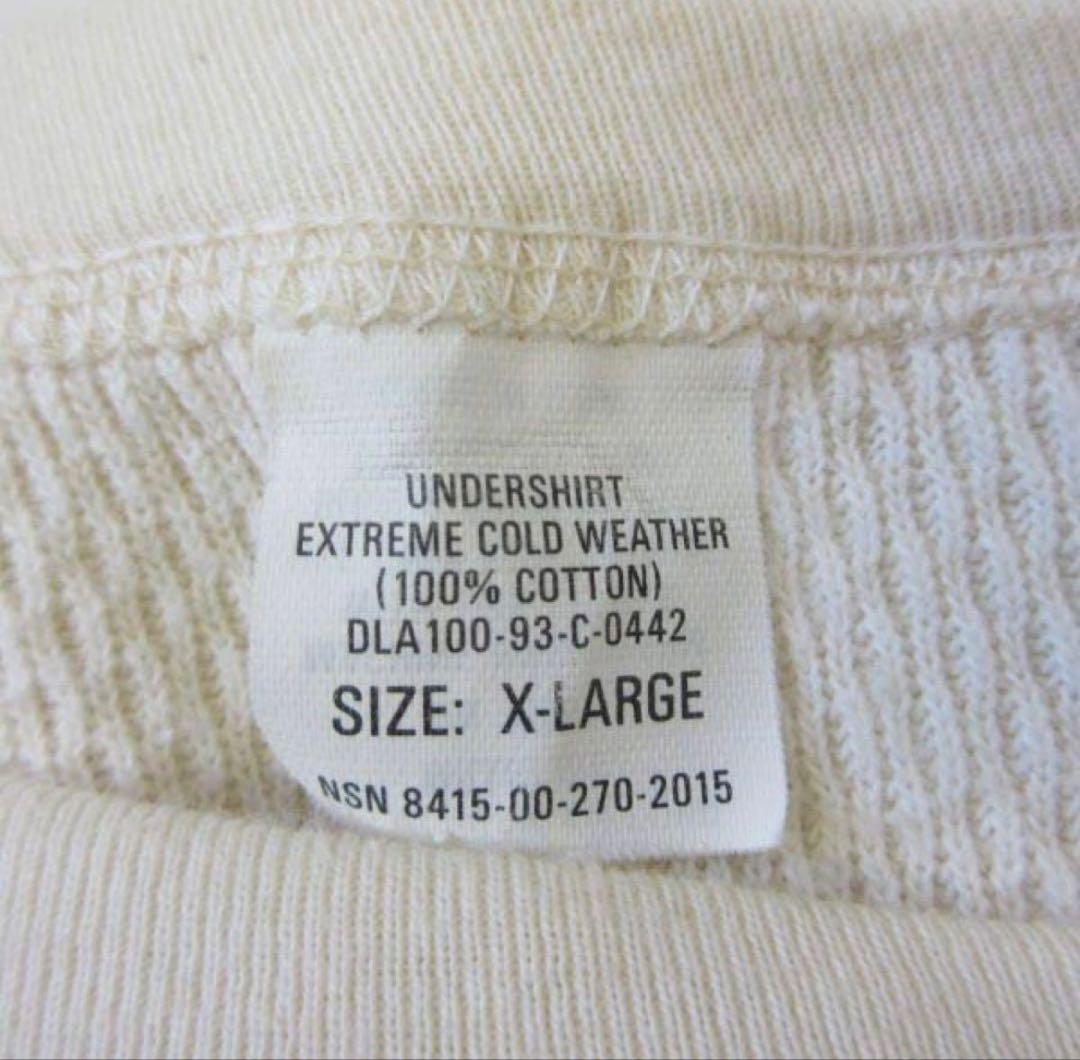 UNDERSHIRT
EXTREME COLD WEATHER
(100% COTTON)
DLA100-93-C-0442
SIZE: X-LARGE
NSN 8415-00-270-2015